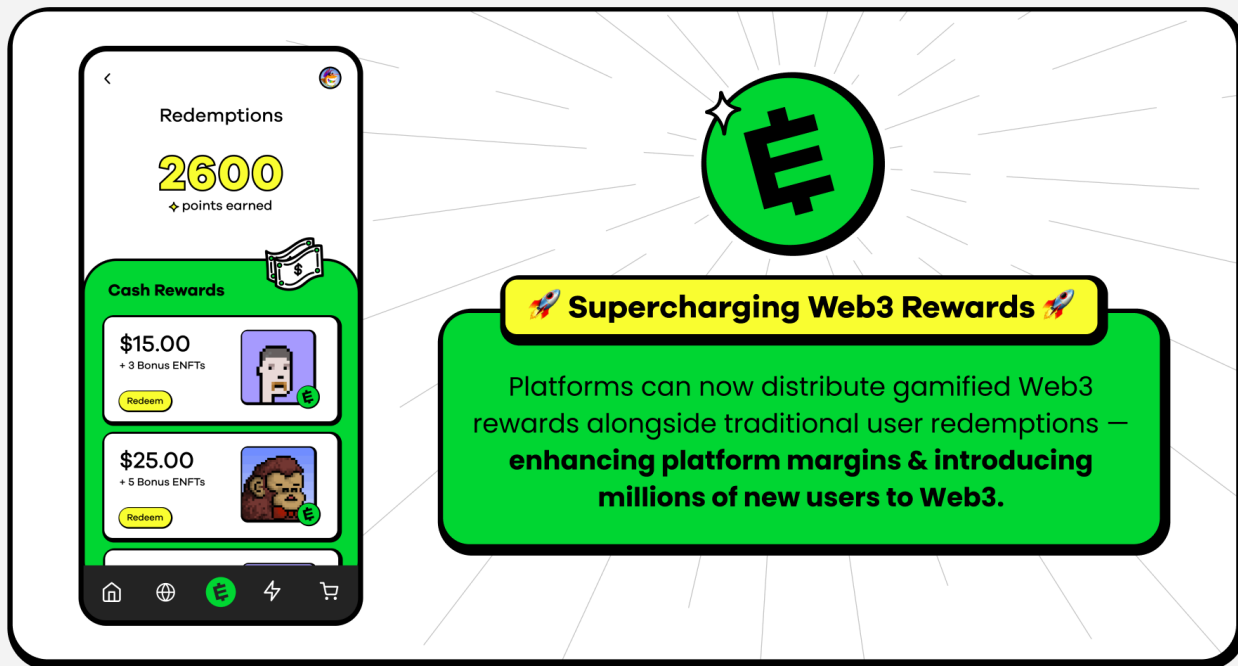 Redemptions
2600
points earned
$
Cash Rewards
$15.00
+ 3 Bonus ENFTs
Redeem
$25.00
+ 5 Bonus ENFTs
Redeem
🚀 Supercharging Web3 Rewards 🚀
Platforms can now distribute gamified Web3
rewards alongside traditional user redemptions —
enhancing platform margins & introducing
millions of new users to Web3.